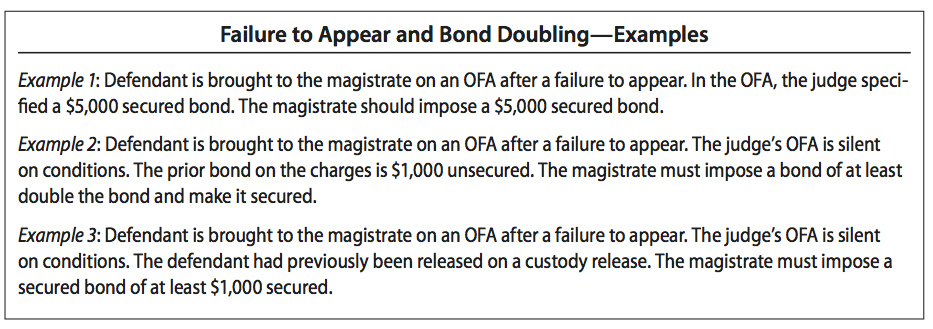 Failure to Appear and Bond Doubling—Examples
Example 1: Defendant is brought to the magistrate on an OFA after a failure to appear. In the OFA, the judge speci-
fied a $5,000 secured bond. The magistrate should impose a $5,000 secured bond.
Example 2: Defendant is brought to the magistrate on an OFA after a failure to appear. The judge’s OFA is silent
on conditions. The prior bond on the charges is $1,000 unsecured. The magistrate must impose a bond of at least
double the bond and make it secured.
Example 3: Defendant is brought to the magistrate on an OFA after a failure to appear. The judge’s OFA is silent
on conditions. The defendant had previously been released on a custody release. The magistrate must impose a
secured bond of at least $1,000 secured.